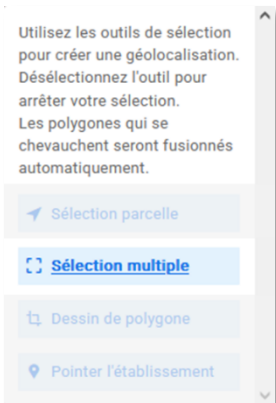 Utilisez les outils de sélection
pour créer une géolocalisation.
Désélectionnez l'outil pour
arrêter votre sélection.
Les polygones qui se
chevauchent seront fusionnés
automatiquement.
Sélection parcelle
Sélection multiple
Dessin de polygone
Pointer l'établissement